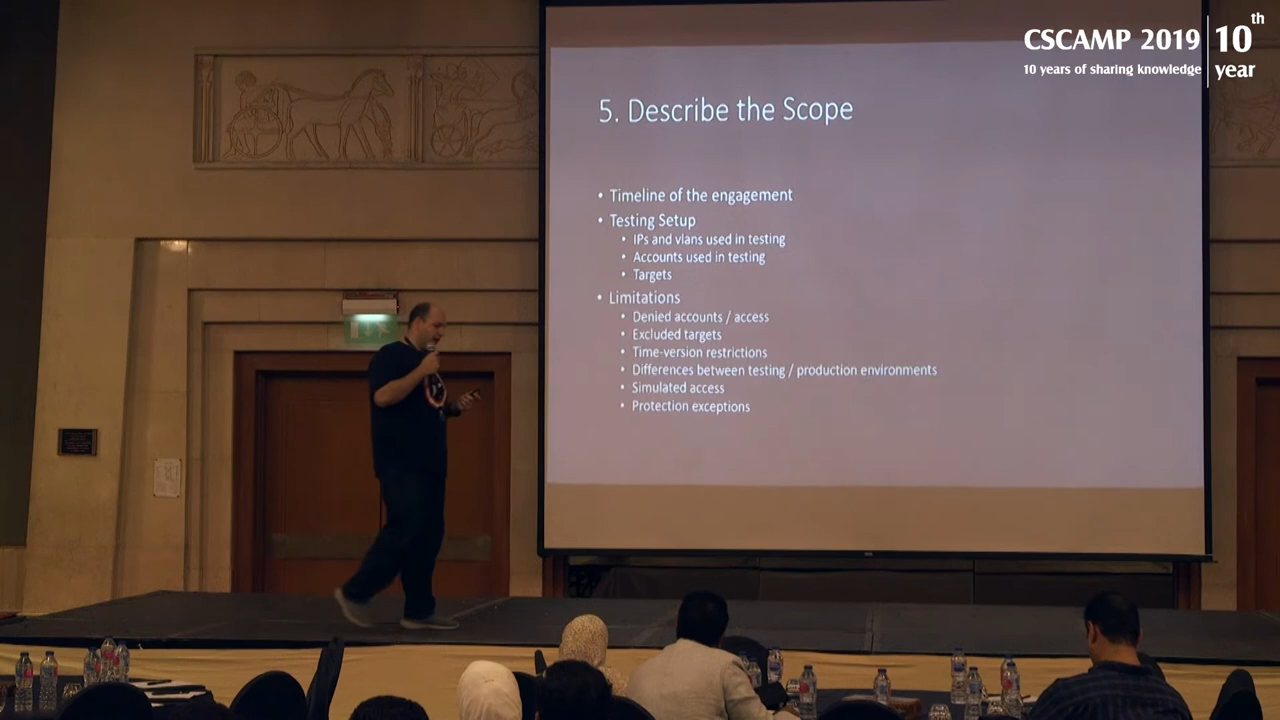 CSCAMP 2019
10 years of sharing knowledge
10th
year
5. Describe the Scope
• Timeline of the engagement
• Testing Setup
• IPs and vlans used in testing
• Accounts used in testing
• Targets
• Limitations
• Denied accounts / access
• Excluded targets
• Time-version restrictions
• Differences between testing / production environments
• Simulated access
• Protection exceptions